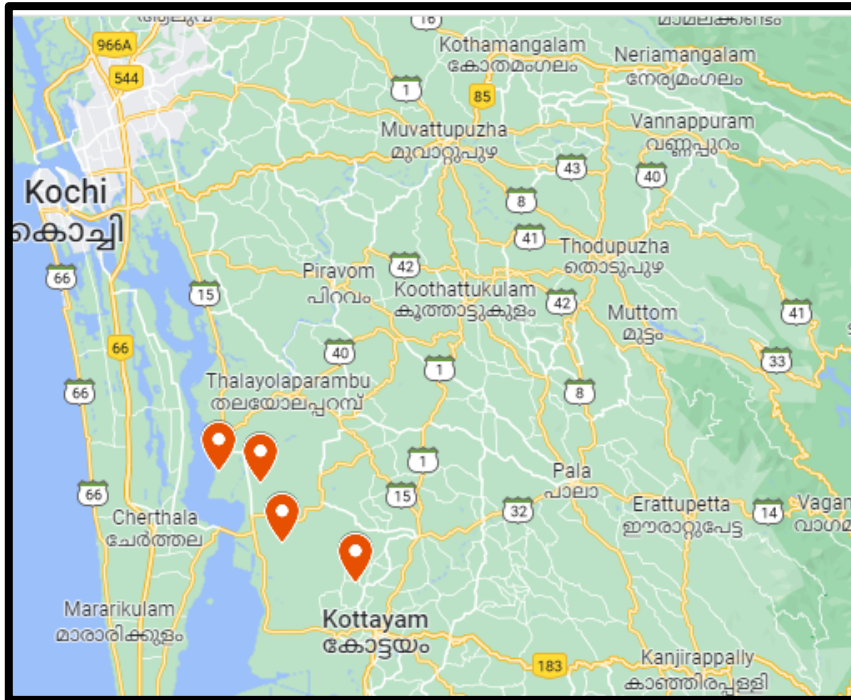 966A
544
16
Kothamangalam
കോതമംഗലം
Neriamangalam
നേര്യമംഗലം
1
85
Muvattupuzha
മൂവാറ്റുപുഴ
Vannappuram
വണ്ണപ്പുറം
43
40
Kochi
കൊച്ചി
8
41
Thodupuzha
തൊടുപുഴ
66
15
Piravom
പിറവം
42
Koothattukulam
കൂത്താട്ടുകുളം
42
Muttom
മുട്ടം
41
66
40
1
33
66
Thalayolaparambu
തലയോലപ്പറമ്പ്
8
1
15
Pala
പാലാ
66
Cherthala
ചേർത്തല
32
Erattupetta
ഈരാറ്റുപേട്ട
14
Mararikulam
മാരാരിക്കുളം
Kottayam
കോട്ടയം
183
Kanjirappally
കാഞ്ഞിരപ്പള്ളി